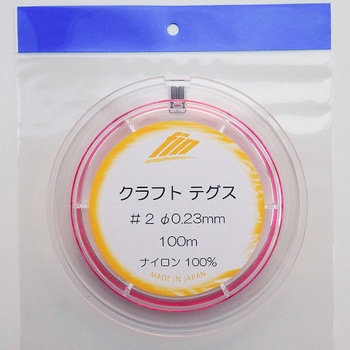 fin
クラフト テグス
#2 φ0.23mm
100m
ナイロン 100%
MADE IN JAPAN